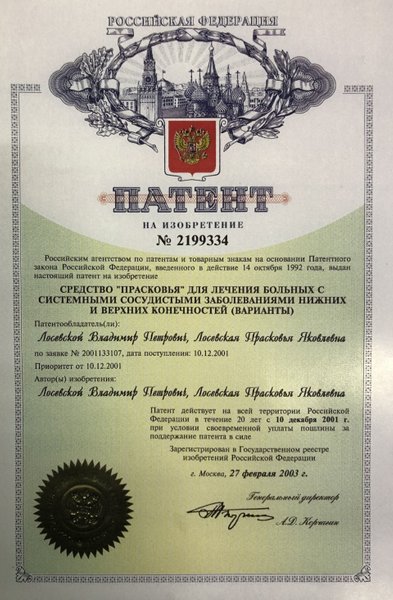 РОССИЙСКАЯ ФЕДЕРАЦИЯ
ПАТЕНТ
НА ИЗОБРЕТЕНИЕ
№ 2199334
Российским агентством по патентам и товарным знакам на основании Патентного
закона Российской Федерации, введенного в действие 14 октября 1992 года, выдан
настоящий патент на изобретение
СРЕДСТВО "ПРАСКОВЬЯ" ДЛЯ ЛЕЧЕНИЯ БОЛЬНЫХ С
СИСТЕМНЫМИ СОСУДИСТЫМИ ЗАБОЛЕВАНИЯМИ НИЖНИХ
И ВЕРХНИХ КОНЕЧНОСТЕЙ (ВАРИАНТЫ)
Патентообладатель(ли):
Лосевской Владимир Петрович, Лосевская Прасковья Яковлевна
по заявке № 2001133107, дата поступления: 10.12.2001
Приоритет от 10.12.2001
Автор(ы) изобретения:
Лосевской Владимир Петрович, Лосевская Прасковья Яковлевна
Патент действует на всей территории Российской
Федерации в течение 20 лет с 10 декабря 2001 г.
при условии своевременной уплаты пошлины за
поддержание патента в силе
Зарегистрирован в Государственном реестре
изобретений Российской Федерации
г. Москва, 27 февраля 2003 г.
Генеральный директор
А.Д. Корчагин